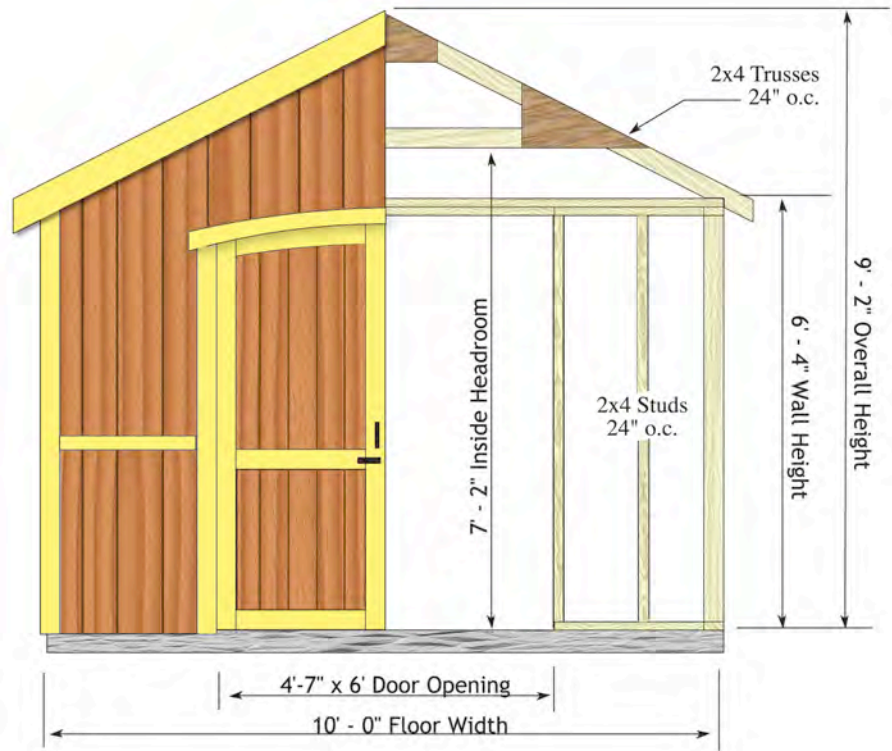 2x4 Trusses
24" o.c.
9' - 2" Overall Height
6' - 4" Wall Height
7' - 2" Inside Headroom
2x4 Studs
24" o.c.
4'-7" x 6' Door Opening
10' - 0" Floor Width